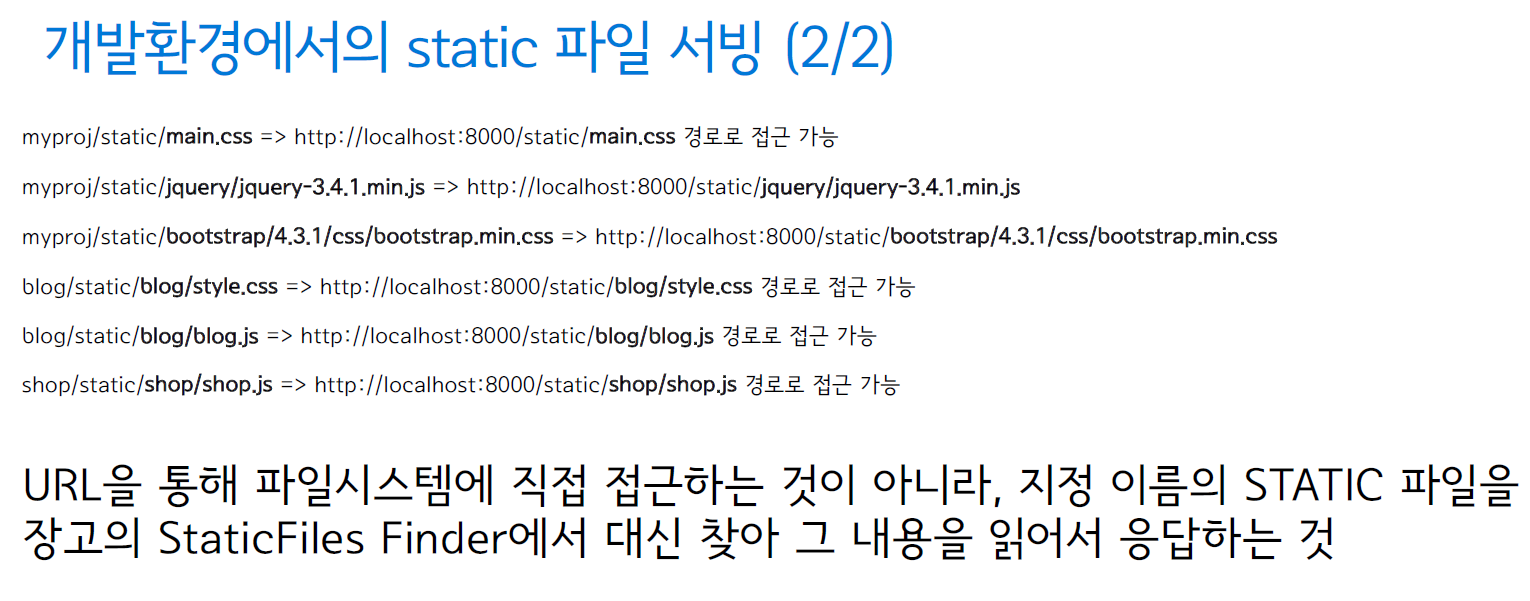 개발환경에서의 static 파일 서빙 (2/2)
myproj/static/main.css => http://localhost:8000/static/main.css 경로로 접근 가능
myproj/static/jquery/jquery-3.4.1.min.js => http://localhost:8000/static/jquery/jquery-3.4.1.min.js
myproj/static/bootstrap/4.3.1/css/bootstrap.min.css => http://localhost:8000/static/bootstrap/4.3.1/css/bootstrap.min.css
blog/static/blog/style.css => http://localhost:8000/static/blog/style.css 경로로 접근 가능
blog/static/blog/blog.js => http://localhost:8000/static/blog/blog.js 경로로 접근 가능
shop/static/shop/shop.js => http://localhost:8000/static/shop/shop.js 경로로 접근 가능
URL을 통해 파일시스템에 직접 접근하는 것이 아니라, 지정 이름의 STATIC 파일을
장고의 StaticFiles Finder에서 대신 찾아 그 내용을 읽어서 응답하는 것